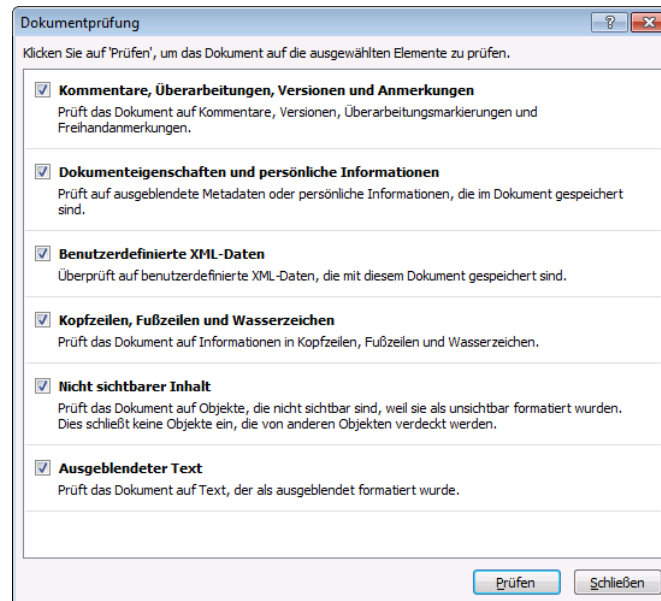 Dokumentprüfung
Klicken Sie auf 'Prüfen', um das Dokument auf die ausgewählten Elemente zu prüfen.
Kommentare, Überarbeitungen, Versionen und Anmerkungen
Prüft das Dokument auf Kommentare, Versionen, Überarbeitungsmarkierungen und
Freihandanmerkungen.
Dokumenteigenschaften und persönliche Informationen
Prüft auf ausgeblendete Metadaten oder persönliche Informationen, die im Dokument gespeichert
sind.
Benutzerdefinierte XML-Daten
Überprüft auf benutzerdefinierte XML-Daten, die mit diesem Dokument gespeichert sind.
Kopfzeilen, Fußzeilen und Wasserzeichen
Prüft das Dokument auf Informationen in Kopfzeilen, Fußzeilen und Wasserzeichen.
Nicht sichtbarer Inhalt
Prüft das Dokument auf Objekte, die nicht sichtbar sind, weil sie als unsichtbar formatiert wurden.
Dies schließt keine Objekte ein, die von anderen Objekten verdeckt werden.
Ausgeblendeter Text
Prüft das Dokument auf Text, der als ausgeblendet formatiert wurde.
Prüfen Schließen